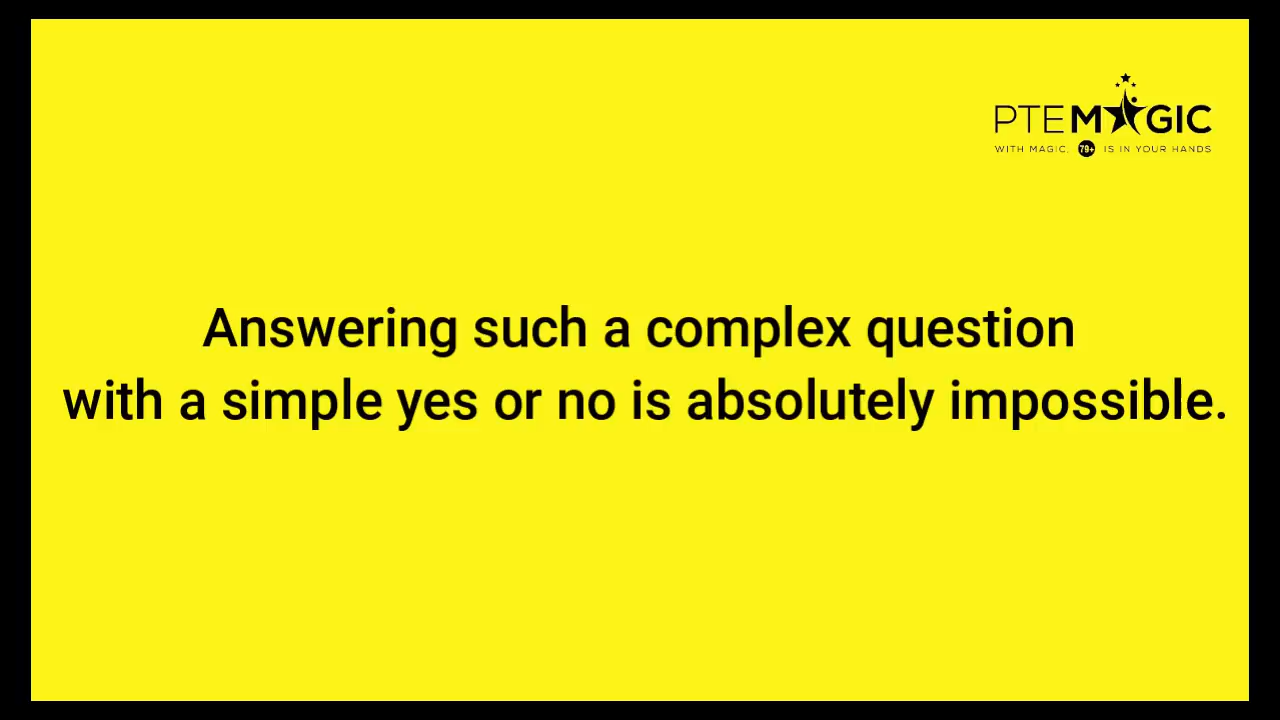 PTEMAGIC
WITH MAGIC, 79+ IS IN YOUR HANDS
Answering such a complex question
with a simple yes or no is absolutely impossible.